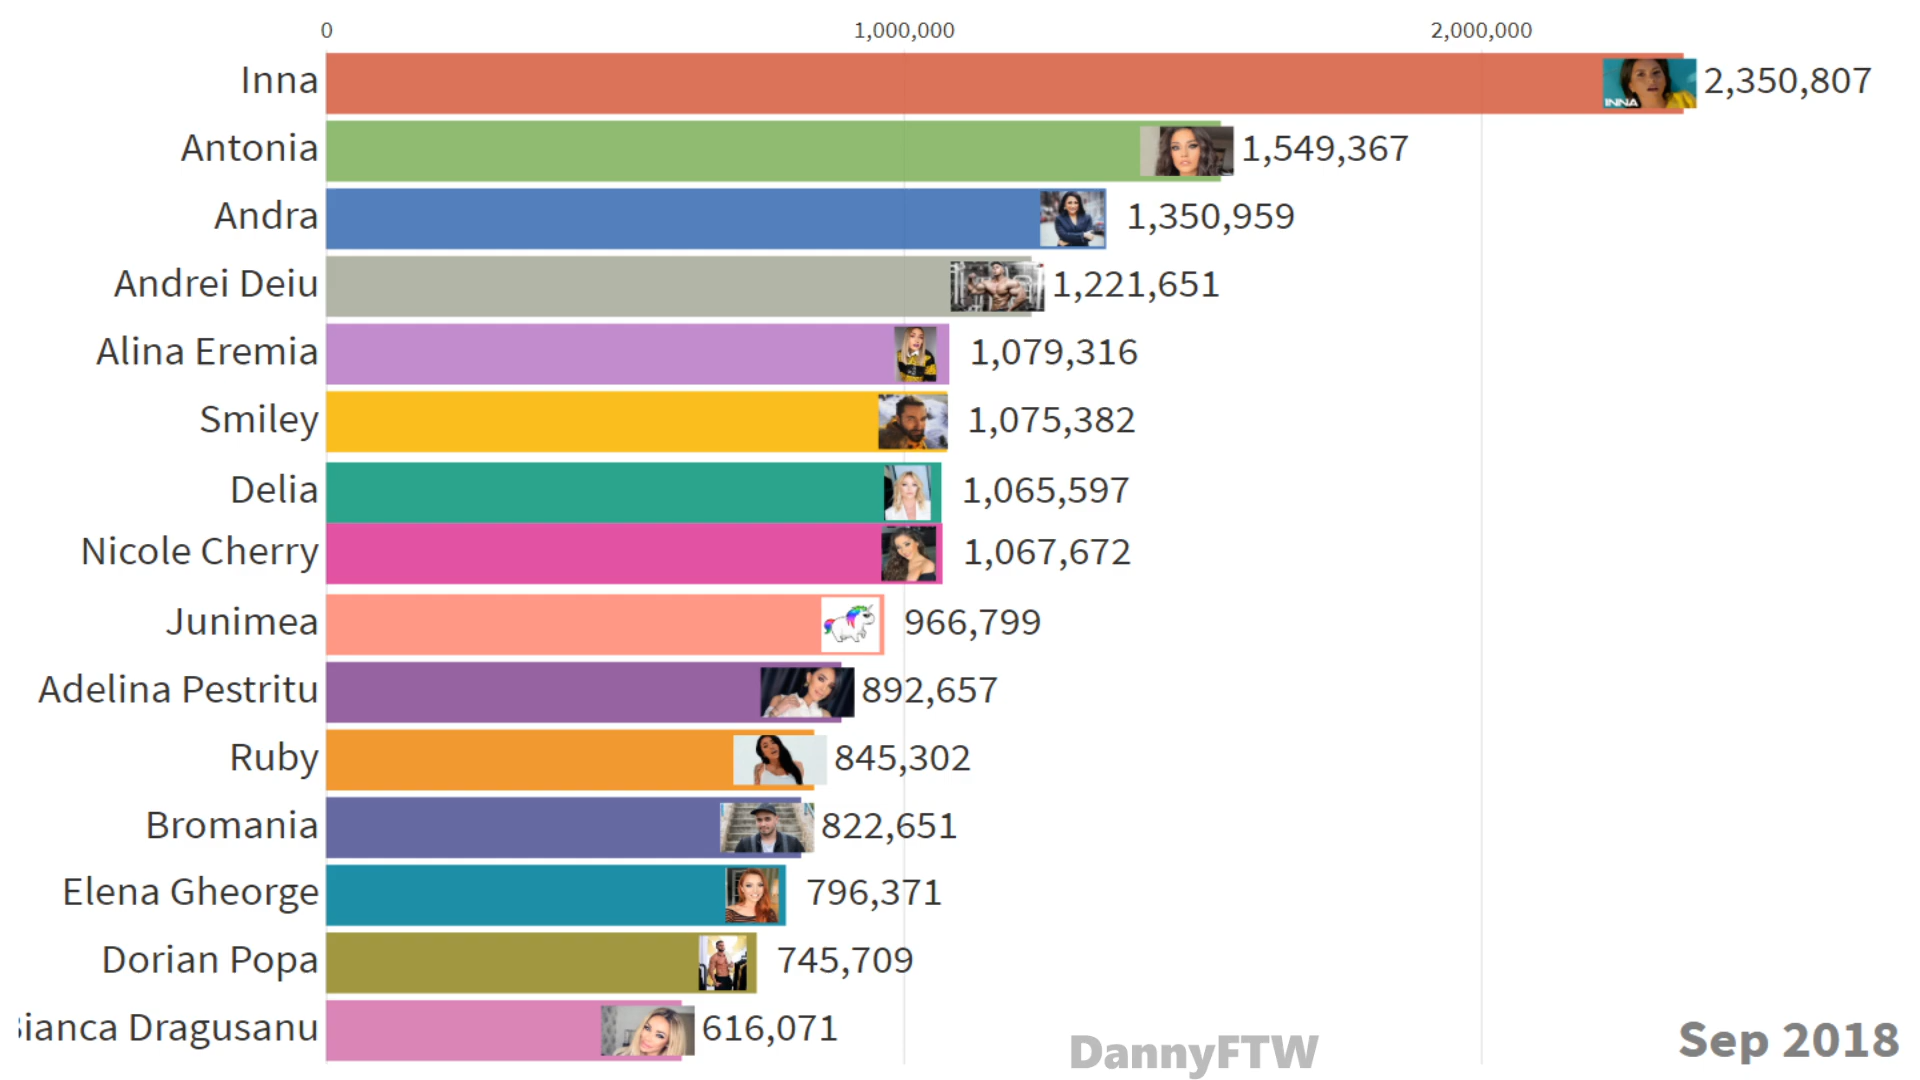 0 1,000,000 2,000,000
Inna 2,350,807
INNA
Antonia 1,549,367
Andra 1,350,959
Andrei Deiu 1,221,651
Alina Eremia 1,079,316
Smiley 1,075,382
Delia 1,065,597
Nicole Cherry 1,067,672
Junimea 966,799
Adelina Pestritu 892,657
Ruby 845,302
Bromania 822,651
Elena Gheorge 796,371
Dorian Popa 745,709
ianca Dragusanu 616,071
DannyFTW
Sep 2018